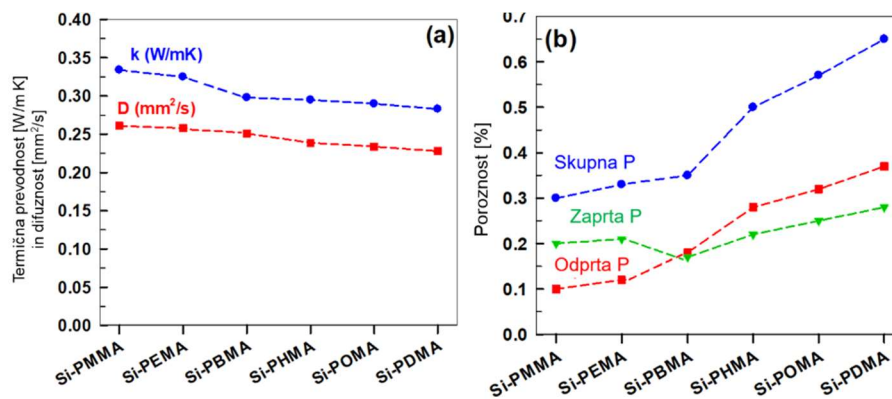 Termična prevodnost [W/m K]
in difuznost [mm²/s]
0.40
0.35
0.30
0.25
0.20
0.15
0.10
0.05
0.00
(a)
k (W/mK)
D (mm²/s)
Si-PMMA
Si-PEMA
Si-PBMA
Si-PHMA
Si-POMA
Si-PDMA
Poroznost [%]
0.7
0.6
0.5
0.4
0.3
0.2
0.1
0.0
(b)
Skupna P
Zaprta P
Odprta P
Si-PMMA
Si-PEMA
Si-PBMA
Si-PHMA
Si-POMA
Si-PDMA